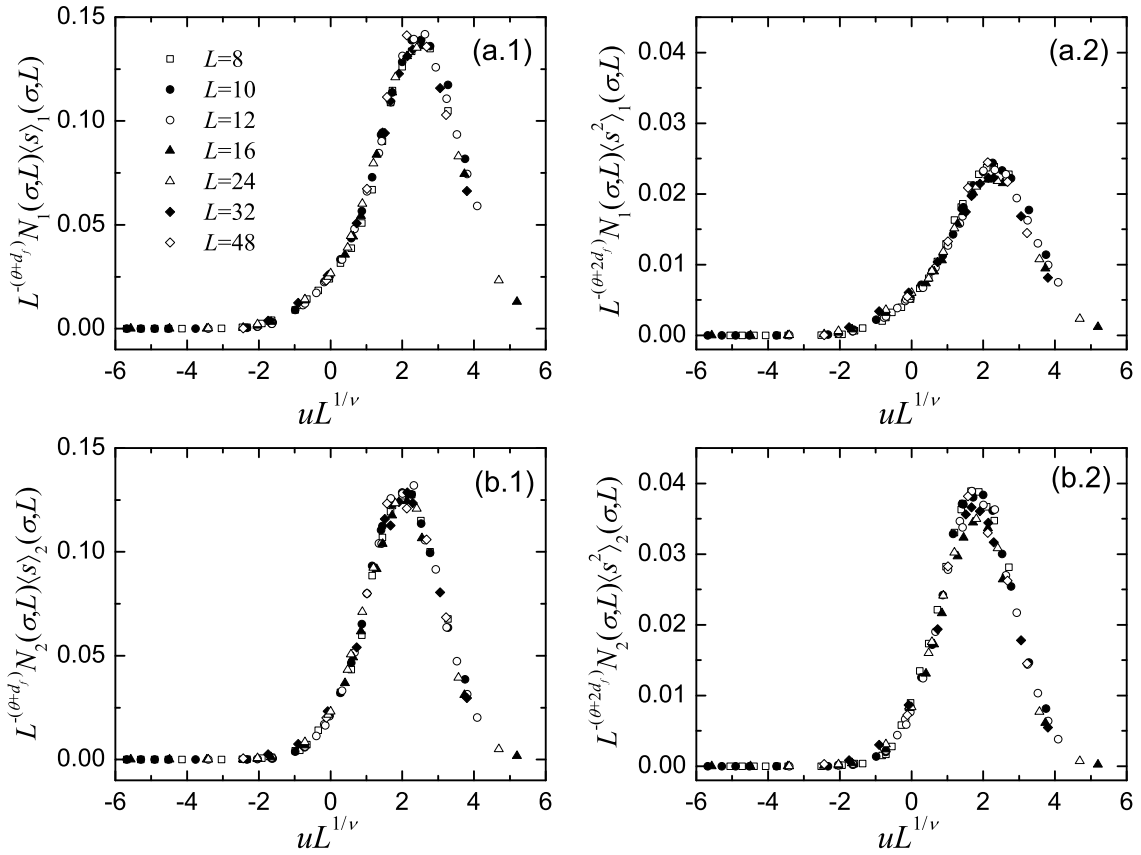 (a.1)
L^{-(θ+d_f)}N_1(σ,L)⟨s⟩_1(σ,L)
0.15
0.10
0.05
0.00
L=8
L=10
L=12
L=16
L=24
L=32
L=48
-6 -4 -2 0 2 4 6
uL^{1/ν}
(a.2)
L^{-(θ+2d_f)}N_1(σ,L)⟨s^2⟩_1(σ,L)
0.04
0.03
0.02
0.01
0.00
-6 -4 -2 0 2 4 6
uL^{1/ν}
(b.1)
L^{-(θ+d_f)}N_2(σ,L)⟨s⟩_2(σ,L)
0.15
0.10
0.05
0.00
-6 -4 -2 0 2 4 6
uL^{1/ν}
(b.2)
L^{-(θ+2d_f)}N_2(σ,L)⟨s^2⟩_2(σ,L)
0.04
0.03
0.02
0.01
0.00
-6 -4 -2 0 2 4 6
uL^{1/ν}